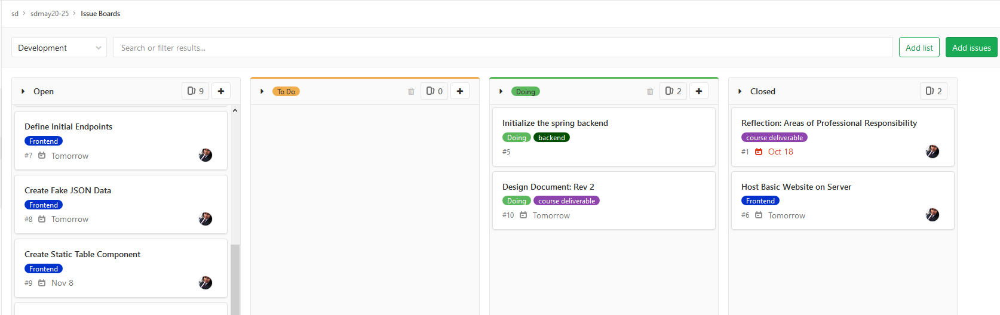 sd > sdmay20-25 > Issue Boards
Development
Search or filter results...
Add list
Add issues
Open
9
Define Initial Endpoints
Frontend
#7 Tomorrow
Create Fake JSON Data
Frontend
#8 Tomorrow
Create Static Table Component
Frontend
#9 Nov 8
To Do
0
Doing
2
Initialize the spring backend
Doing backend
#5
Design Document: Rev 2
Doing course deliverable
#10 Tomorrow
Closed
2
Reflection: Areas of Professional Responsibility
course deliverable
#1 Oct 18
Host Basic Website on Server
Frontend
#6 Tomorrow